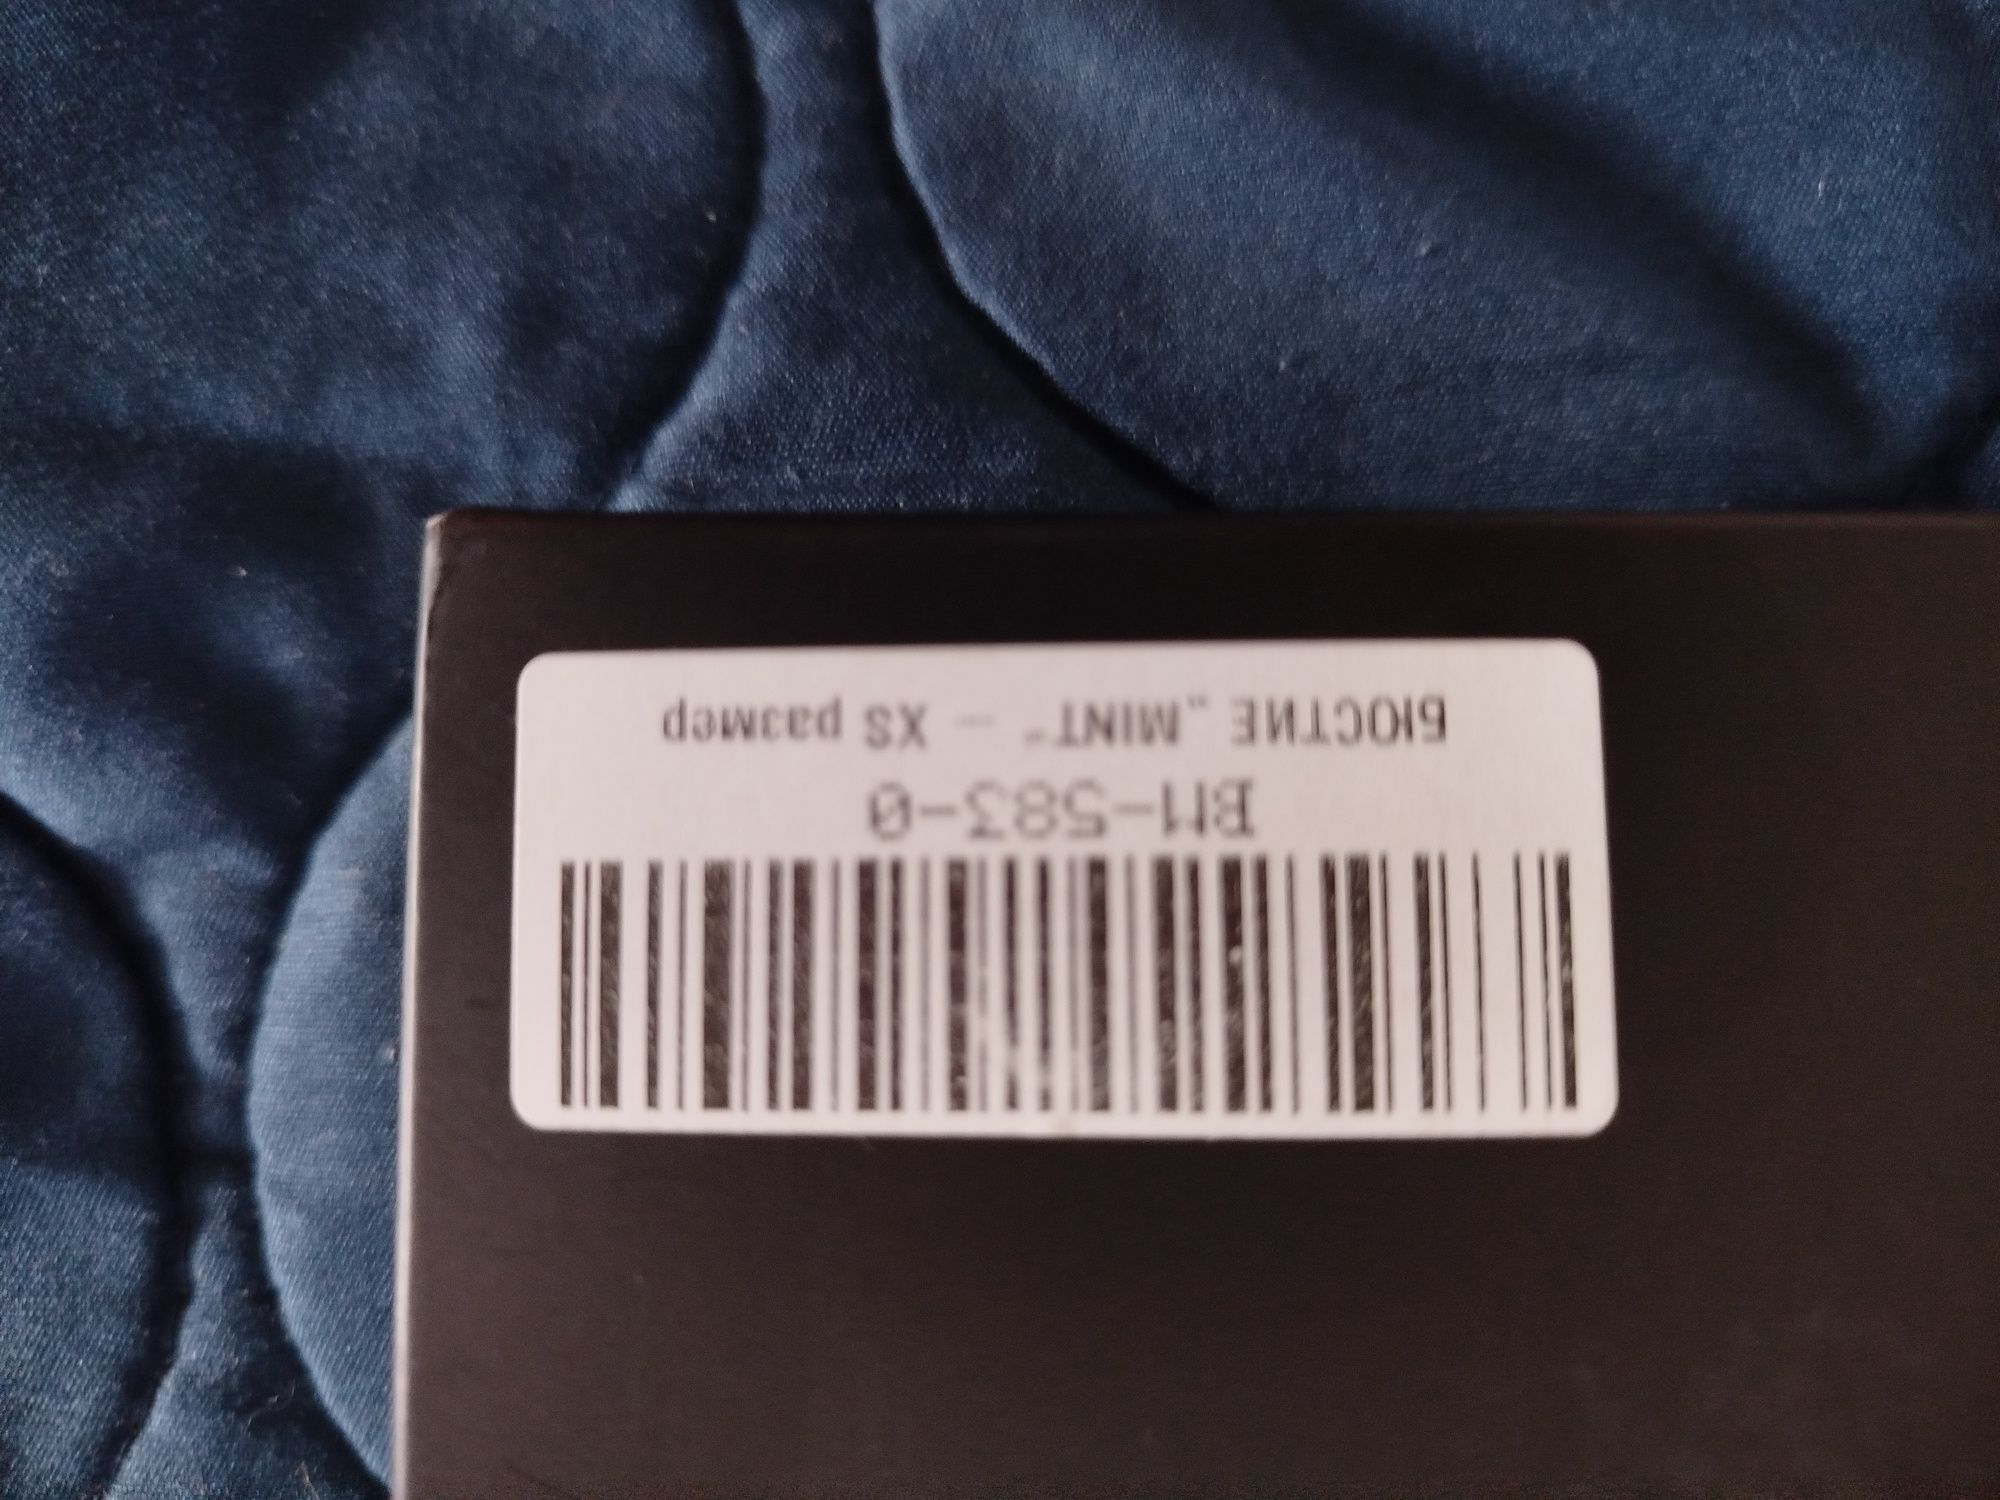 БЮСТИЕ „MINT“ – XS размер
BM-583-0